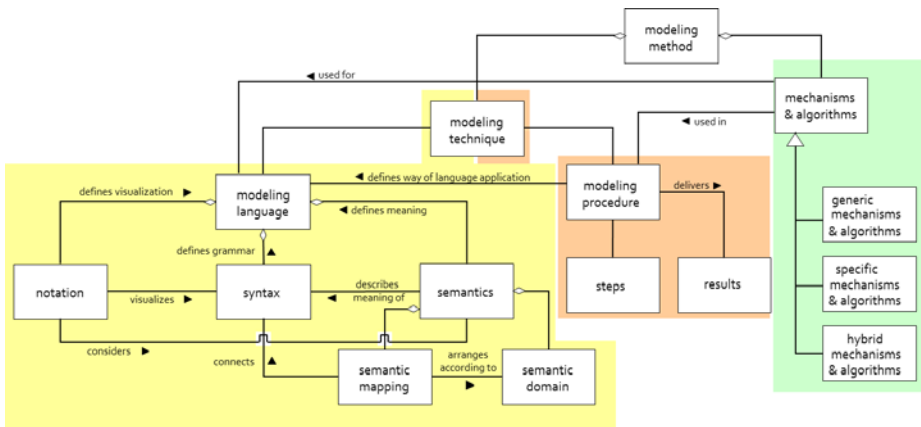 modeling
method
◄ used for
mechanisms
& algorithms
modeling
technique
◄ used in
defines visualization ►
modeling
language
◄ defines way of language application
modeling
procedure
delivers ►
◄ defines meaning
generic
mechanisms
& algorithms
defines grammar ▲
notation
visualizes ►
syntax
describes
◄ meaning of
semantics
steps
results
specific
mechanisms
& algorithms
considers ►
connects ▲
semantic
mapping
arranges
according to
►
semantic
domain
hybrid
mechanisms
& algorithms